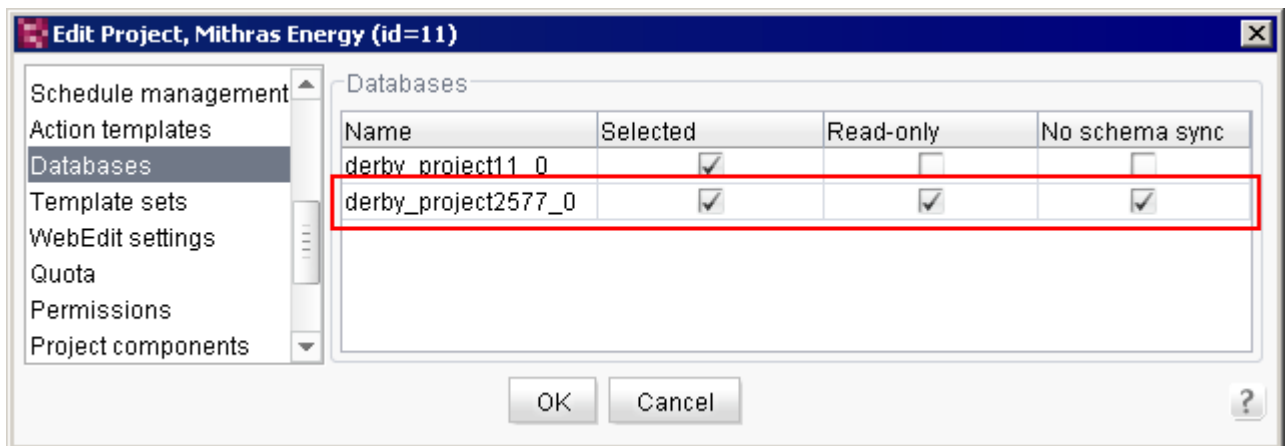 Edit Project, Mithras Energy (id=11)
Schedule management
Action templates
Databases
Template sets
WebEdit settings
Quota
Permissions
Project components
Databases
Name Selected Read-only No schema sync
derby_project11_0
derby_project2577_0
OK Cancel ?